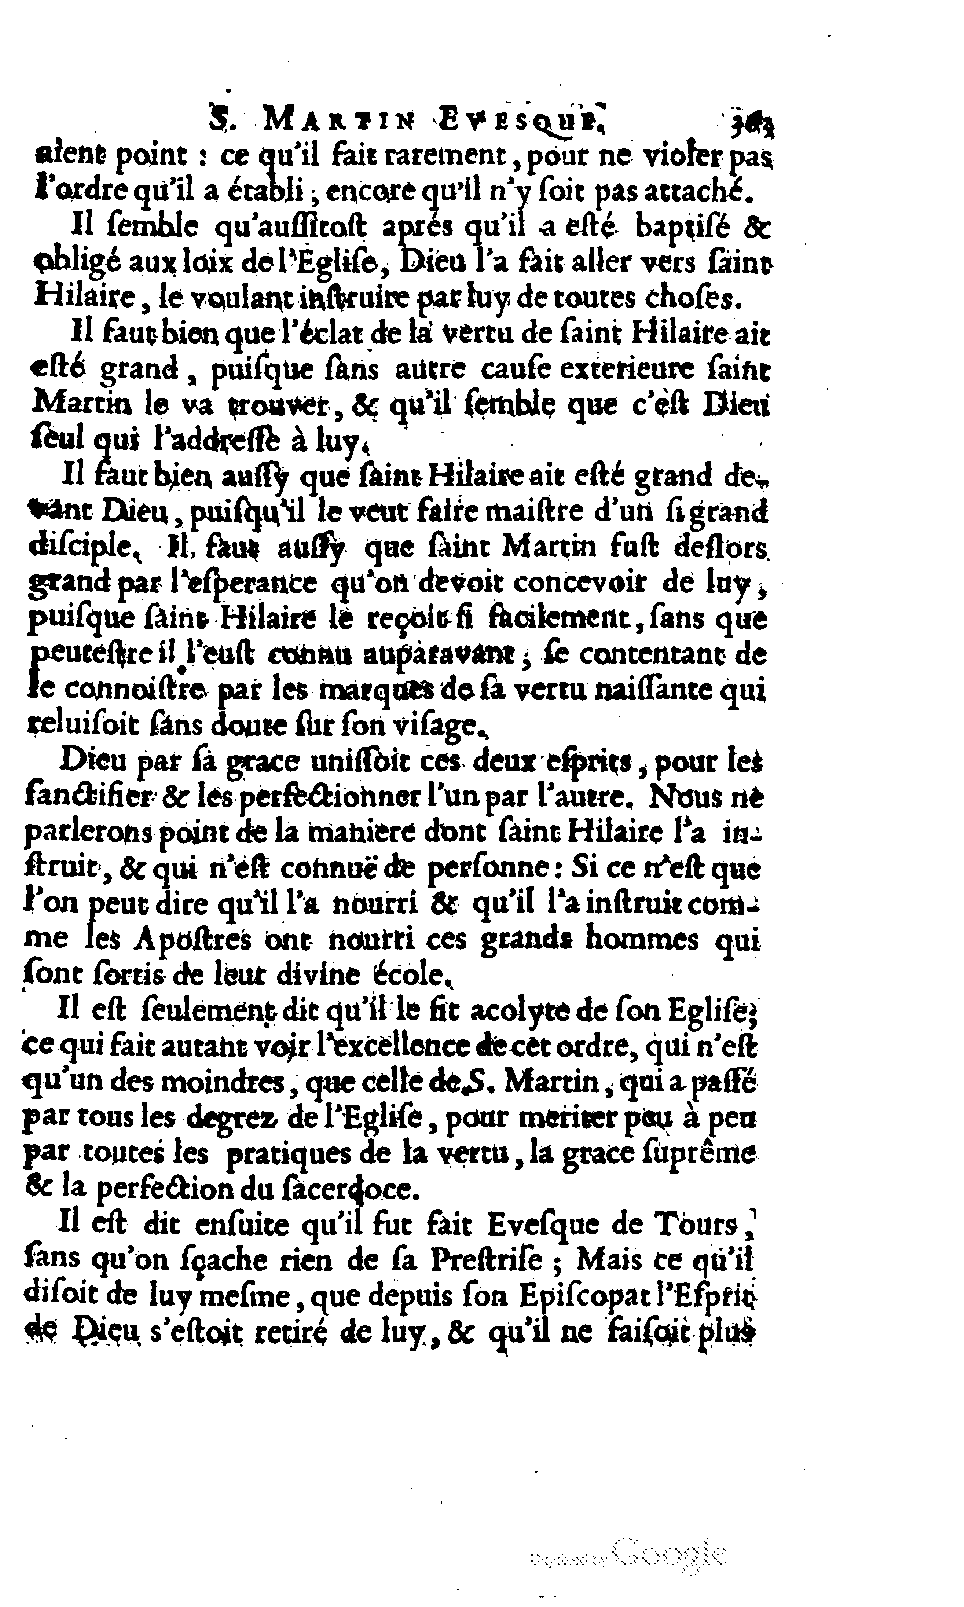 S. MARTIN EVESQUE. 363
aient point : ce qu'il fait rarement, pour ne violer pas
l'ordre qu'il a établi ; encore qu'il n'y ſoit pas attaché.
Il ſemble qu'auſſitoſt aprés qu'il a eſté baptiſé &
obligé aux loix de l'Egliſe, Dieu l'a fait aller vers ſaint
Hilaire, le voulant inſtruire par luy de toutes choſes.
Il faut bien que l'éclat de la vertu de ſaint Hilaire ait
eſté grand, puiſque ſans autre cauſe exterieure ſaint
Martin le va trouver, & qu'il ſemble que c'eſt Dieu
ſeul qui l'addreſſe à luy.
Il faut bien auſſy que ſaint Hilaire ait eſté grand de-
vant Dieu, puiſqu'il le veut faire maiſtre d'un ſi grand
diſciple. Il faut auſſy que ſaint Martin fuſt deſlors
grand par l'eſperance qu'on devoit concevoir de luy,
puiſque ſaint Hilaire le reçoit ſi facilement, ſans que
peuteſtre il l'euſt connu auparavant ; ſe contentant de
le connoiſtre par les marques de ſa vertu naiſſante qui
reluiſoit ſans doute ſur ſon viſage.
Dieu par ſa grace uniſſoit ces deux eſprits, pour les
ſanctifier & les perfectionner l'un par l'autre. Nous ne
parlerons point de la maniere dont ſaint Hilaire l'a in-
ſtruit, & qui n'eſt connuë de perſonne : Si ce n'eſt que
l'on peut dire qu'il l'a nourri & qu'il l'a inſtruit com-
me les Apoſtres ont nourri ces grands hommes qui
ſont ſortis de leur divine école.
Il eſt ſeulement dit qu'il le fit acolyte de ſon Egliſe ;
ce qui fait autant voir l'excellence de cet ordre, qui n'eſt
qu'un des moindres, que celle de S. Martin, qui a paſſé
par tous les degrez de l'Egliſe, pour meriter peu à peu
par toutes les pratiques de la vertu, la grace ſuprême
& la perfection du ſacerdoce.
Il eſt dit enſuite qu'il fut fait Eveſque de Tours,
ſans qu'on ſçache rien de ſa Preſtriſe ; Mais ce qu'il
diſoit de luy meſme, que depuis ſon Epiſcopat l'Eſprit
de Dieu s'eſtoit retiré de luy, & qu'il ne faiſoit plus
Digitized by Google